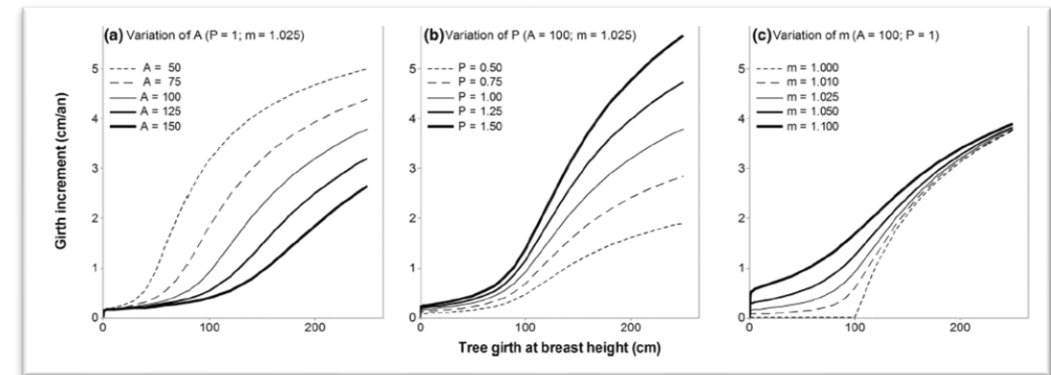 (a) Variation of A (P = 1; m = 1.025)
A = 50
A = 75
A = 100
A = 125
A = 150
5
4
3
2
1
0
0
100
200
Girth increment (cm/an)
(b) Variation of P (A = 100; m = 1.025)
P = 0.50
P = 0.75
P = 1.00
P = 1.25
P = 1.50
5
4
3
2
1
0
0
100
200
(c) Variation of m (A = 100; P = 1)
m = 1.000
m = 1.010
m = 1.025
m = 1.050
m = 1.100
5
4
3
2
1
0
0
100
200
Tree girth at breast height (cm)